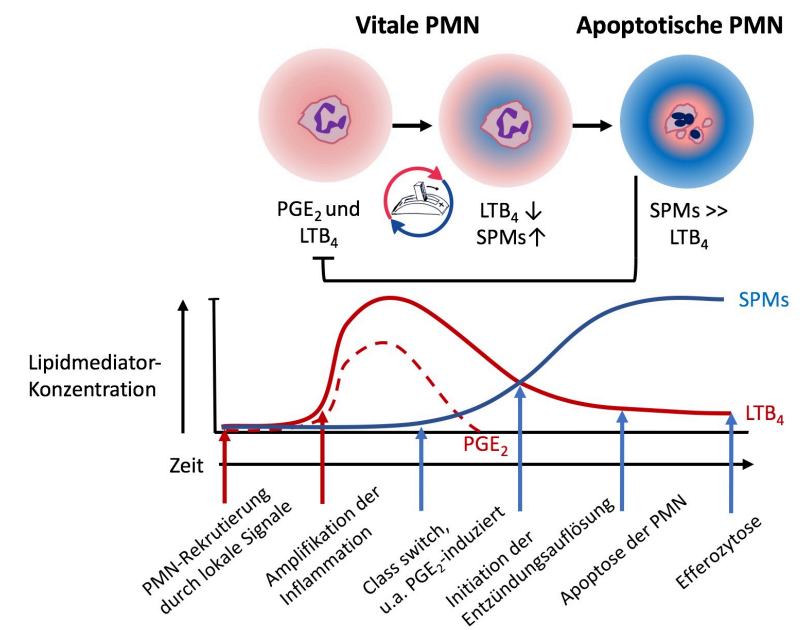 Vitale PMN
Apoptotische PMN
PGE₂ und
LTB₄
LTB₄ ↓
SPMs ↑
SPMs >>
LTB₄
SPMs
Lipidmediator-
Konzentration
LTB₄
PGE₂
Zeit
PMN-Rekrutierung
durch lokale Signale
Amplifikation der
Inflammation
Class switch,
u.a. PGE₂-induziert
Initiation der
Entzündungsauflösung
Apoptose der PMN
Efferozytose